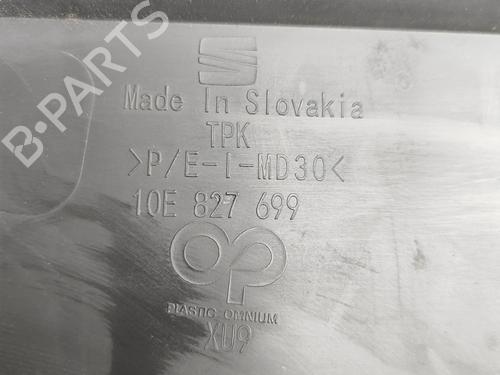 B-PARTS
Made In Slovakia
TPK
>P/E-I-MD30<
10E 827 699
PLASTIC OMNIUM
XU9